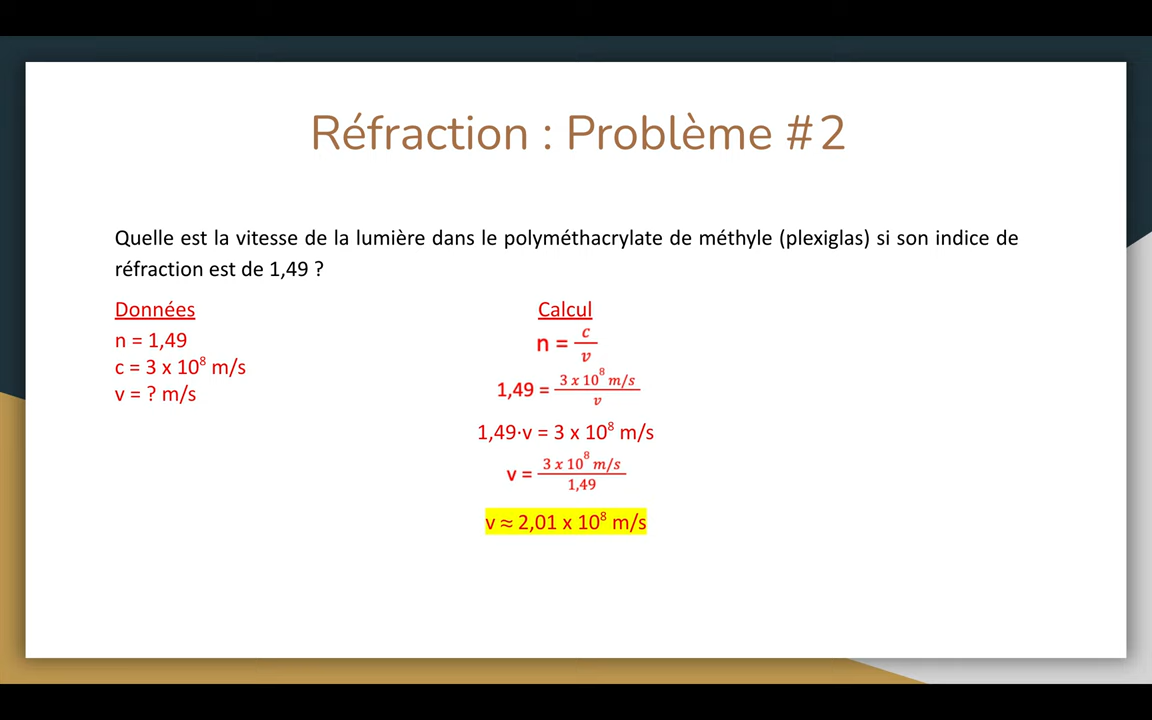 Réfraction : Problème #2
Quelle est la vitesse de la lumière dans le polyméthacrylate de méthyle (plexiglas) si son indice de
réfraction est de 1,49 ?
Données
n = 1,49
c = 3 x 10⁸ m/s
v = ? m/s
Calcul
n = c/v
1,49 = 3 x 10⁸ m/s / v
1,49·v = 3 x 10⁸ m/s
v = 3 x 10⁸ m/s / 1,49
v ≈ 2,01 x 10⁸ m/s